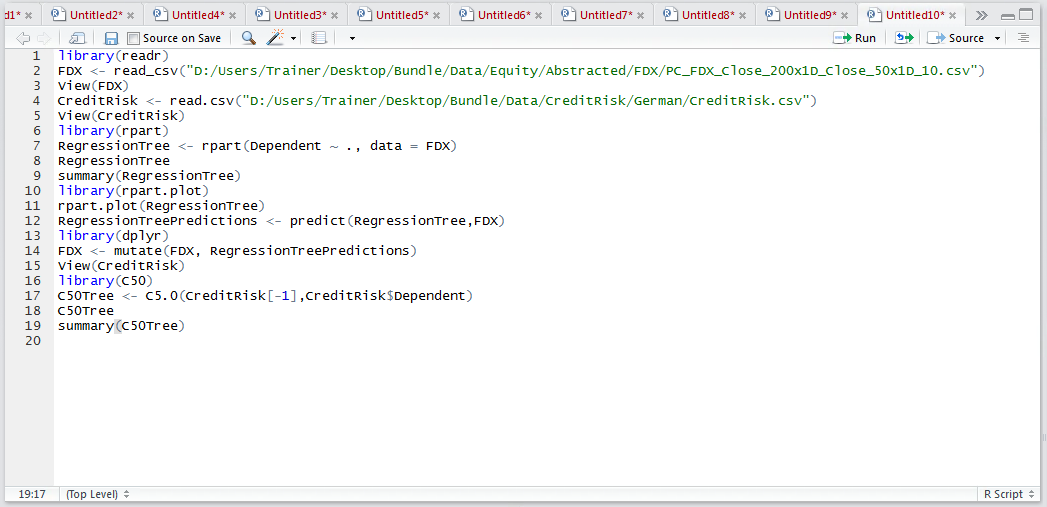 d1* Untitled2* Untitled4* Untitled3* Untitled5* Untitled6* Untitled7* Untitled8* Untitled9* Untitled10*
Source on Save Run Source
1 library(readr)
2 FDX <- read_csv("D:/Users/Trainer/Desktop/Bundle/Data/Equity/Abstracted/FDX/PC_FDX_Close_200x1D_Close_50x1D_10.csv")
3 View(FDX)
4 CreditRisk <- read.csv("D:/Users/Trainer/Desktop/Bundle/Data/CreditRisk/German/CreditRisk.csv")
5 View(CreditRisk)
6 library(rpart)
7 RegressionTree <- rpart(Dependent ~ ., data = FDX)
8 RegressionTree
9 summary(RegressionTree)
10 library(rpart.plot)
11 rpart.plot(RegressionTree)
12 RegressionTreePredictions <- predict(RegressionTree,FDX)
13 library(dplyr)
14 FDX <- mutate(FDX, RegressionTreePredictions)
15 View(CreditRisk)
16 library(C50)
17 C50Tree <- C5.0(CreditRisk[-1],CreditRisk$Dependent)
18 C50Tree
19 summary(C50Tree)
20
19:17 (Top Level) R Script